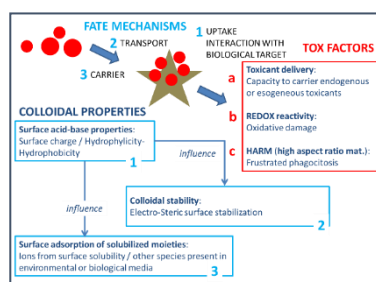 FATE MECHANISMS
1 UPTAKE
INTERACTION WITH
BIOLOGICAL TARGET
2 TRANSPORT
3 CARRIER
TOX FACTORS
a
Toxicant delivery:
Capacity to carrier endogenous
or esogeneous toxicants
b
REDOX reactivity:
Oxidative damage
c
HARM (high aspect ratio mat.):
Frustrated phagocitosis
COLLOIDAL PROPERTIES
Surface acid-base properties:
Surface charge / Hydrophylicity-
Hydrophobicity
1
influence
influence
Colloidal stability:
Electro-Steric surface stabilization
2
Surface adsorption of solubilized moieties:
Ions from surface solubility / other species present in
environmental or biological media
3